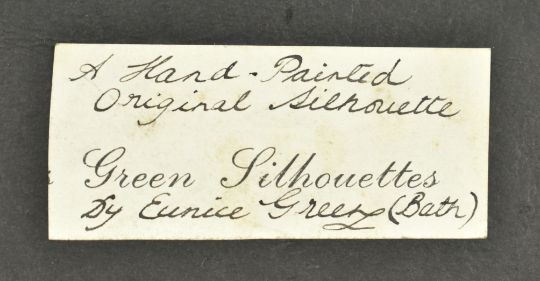 A Hand-Painted
Original Silhouette
Green Silhouettes
By Eunice Green (Bath)